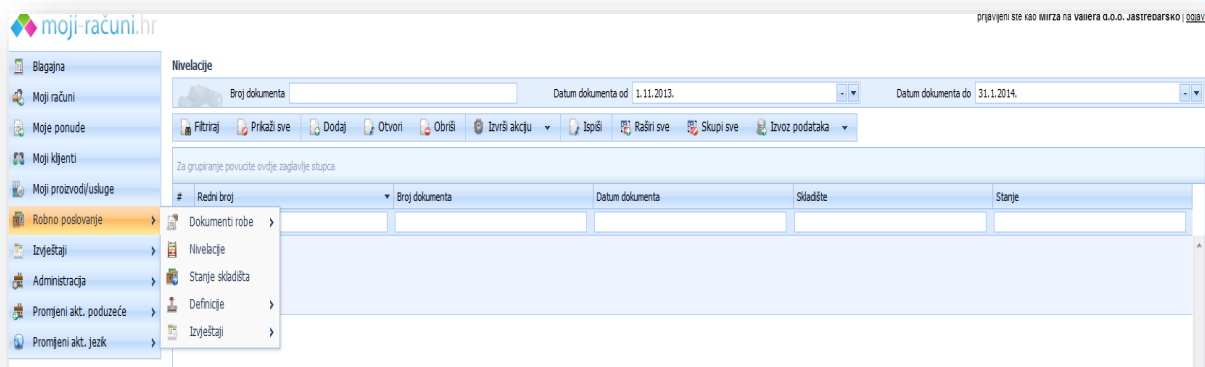 prijavljeni ste kao Mirza na Valiera d.o.o. Jastrebarsko | odjav
moji-računi.hr
Blagajna
Moji računi
Moje ponude
Moji klijenti
Moji proizvodi/usluge
Robno poslovanje
Izvještaji
Administracija
Promjeni akt. poduzeće
Promijeni akt. jezik
Nivelacije
Broj dokumenta
Datum dokumenta od 1.11.2013.
Datum dokumenta do 31.1.2014.
Filtriraj Prikaži sve Dodaj Otvori Obriši Izvrši akciju Ispiši Raširi sve Skupi sve Izvoz podataka
Za grupiranje povucite ovdje zaglavlje stupca
# Redni broj Broj dokumenta Datum dokumenta Skladište Stanje
Dokumenti robe
Nivelacije
Stanje skladišta
Definicije
Izvještaji